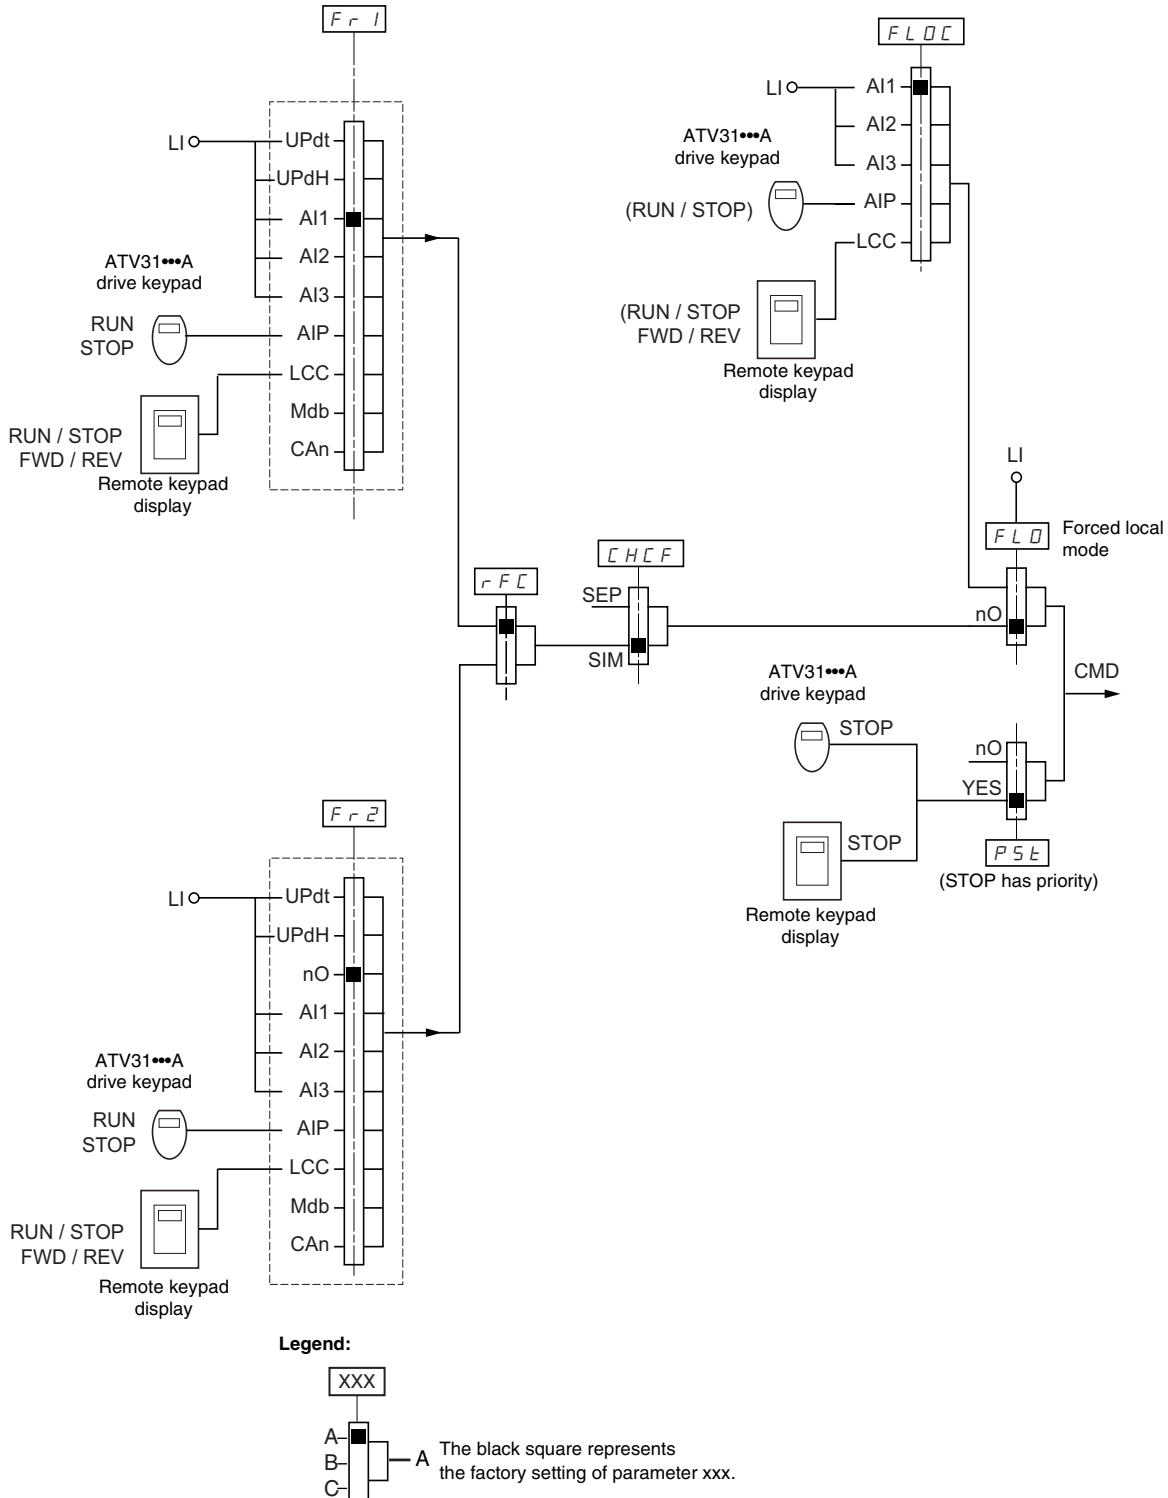 Fr1
LI
UPdt
UPdH
AI1
AI2
AI3
AIP
LCC
Mdb
CAn
ATV31•••A
drive keypad
RUN
STOP
RUN / STOP
FWD / REV
Remote keypad
display
FLOC
LI
AI1
AI2
AI3
AIP
LCC
ATV31•••A
drive keypad
(RUN / STOP)
(RUN / STOP
FWD / REV
Remote keypad
display
LI
FLO
Forced local
mode
nO
rFC
CHCF
SEP
SIM
CMD
ATV31•••A
drive keypad
STOP
STOP
Remote keypad
display
nO
YES
PSt
(STOP has priority)
Fr2
LI
UPdt
UPdH
nO
AI1
AI2
AI3
AIP
LCC
Mdb
CAn
ATV31•••A
drive keypad
RUN
STOP
RUN / STOP
FWD / REV
Remote keypad
display
Legend:
XXX
A
B
C
A
The black square represents
the factory setting of parameter xxx.